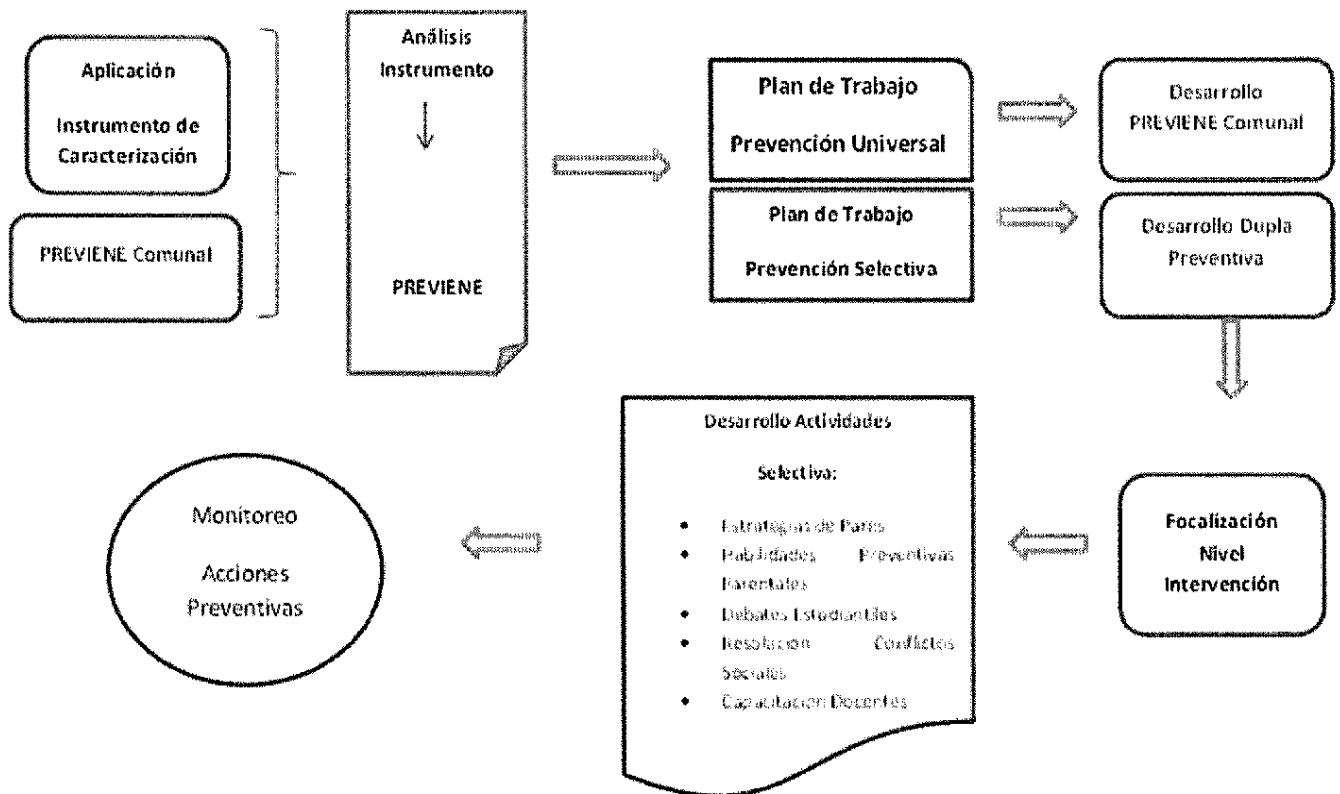 Aplicación
Instrumento de
Caracterización
PREVIENE Comunal
Análisis
Instrumento
PREVIENE
Plan de Trabajo
Prevención Universal
Plan de Trabajo
Prevención Selectiva
Desarrollo
PREVIENE Comunal
Desarrollo Dupla
Preventiva
Focalización
Nivel
Intervención
Desarrollo Actividades
Selectiva:
• Estrategias de Pares
• Habilidades Preventivas
Parentales
• Debates Estudiantiles
• Resolución Conflictos
Sociales
• Capacitación Docentes
Monitoreo
Acciones
Preventivas